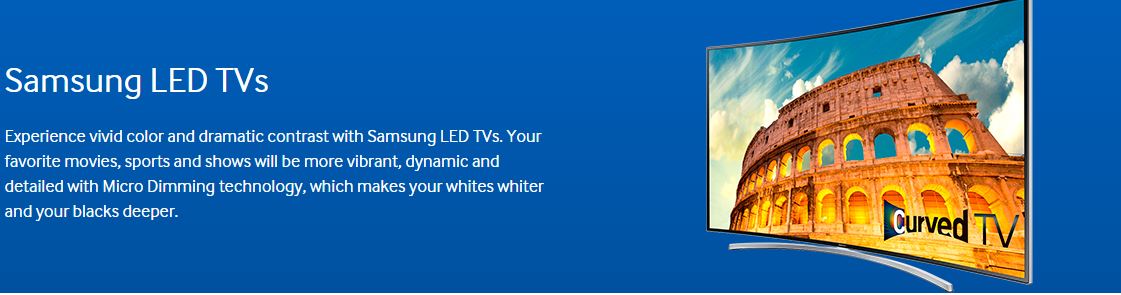 Samsung LED TVs
Experience vivid color and dramatic contrast with Samsung LED TVs. Your
favorite movies, sports and shows will be more vibrant, dynamic and
detailed with Micro Dimming technology, which makes your whites whiter
and your blacks deeper.
Curved TV